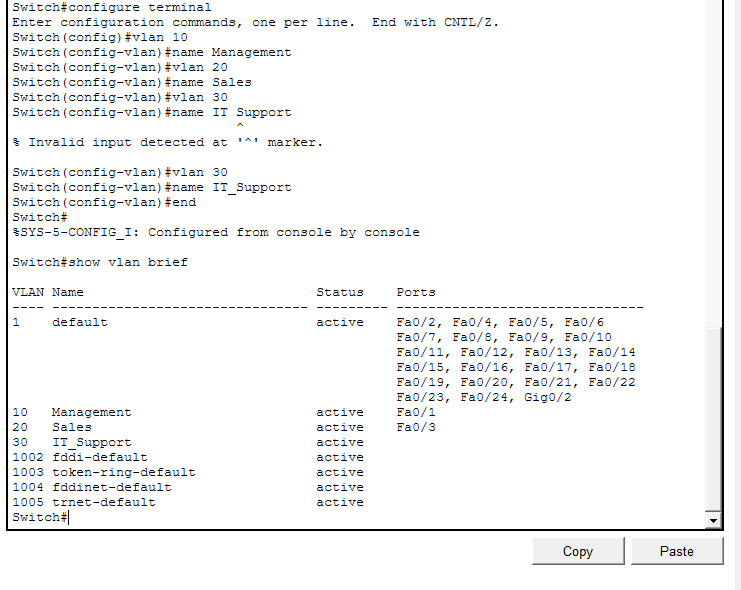 Switch#configure terminal
Enter configuration commands, one per line.  End with CNTL/Z.
Switch(config)#vlan 10
Switch(config-vlan)#name Management
Switch(config-vlan)#vlan 20
Switch(config-vlan)#name Sales
Switch(config-vlan)#vlan 30
Switch(config-vlan)#name IT Support
                            ^
% Invalid input detected at '^' marker.

Switch(config-vlan)#vlan 30
Switch(config-vlan)#name IT_Support
Switch(config-vlan)#end
Switch#
%SYS-5-CONFIG_I: Configured from console by console

Switch#show vlan brief

VLAN Name                             Status    Ports
---- -------------------------------- --------- -------------------------------
1    default                          active    Fa0/2, Fa0/4, Fa0/5, Fa0/6
                                                Fa0/7, Fa0/8, Fa0/9, Fa0/10
                                                Fa0/11, Fa0/12, Fa0/13, Fa0/14
                                                Fa0/15, Fa0/16, Fa0/17, Fa0/18
                                                Fa0/19, Fa0/20, Fa0/21, Fa0/22
                                                Fa0/23, Fa0/24, Gig0/2
10   Management                       active    Fa0/1
20   Sales                            active    Fa0/3
30   IT_Support                       active
1002 fddi-default                     active
1003 token-ring-default               active
1004 fddinet-default                  active
1005 trnet-default                    active
Switch#
Copy Paste